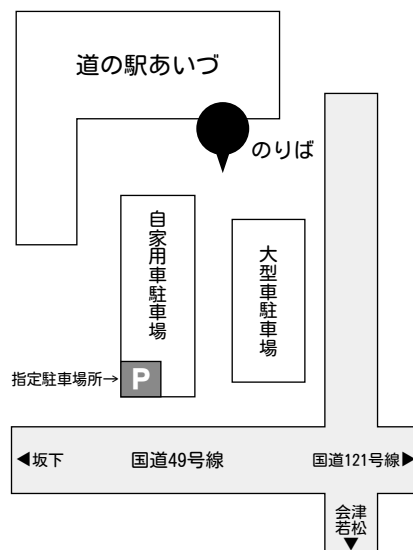 道の駅あいづ
のりば
自家用車駐車場
大型車駐車場
指定駐車場所→
P
◀坂下
国道49号線
国道121号線▶
会津
若松
▼